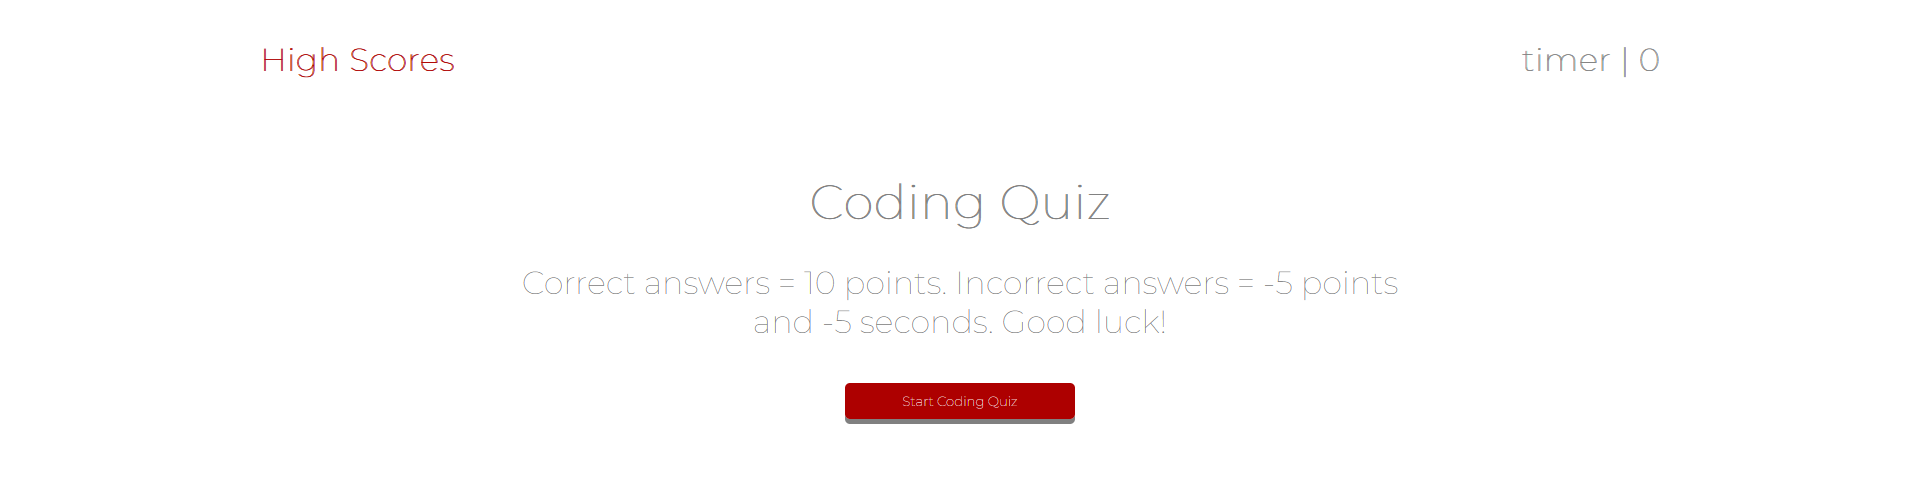 High Scores
timer | 0
Coding Quiz
Correct answers = 10 points. Incorrect answers = -5 points
and -5 seconds. Good luck!
Start Coding Quiz